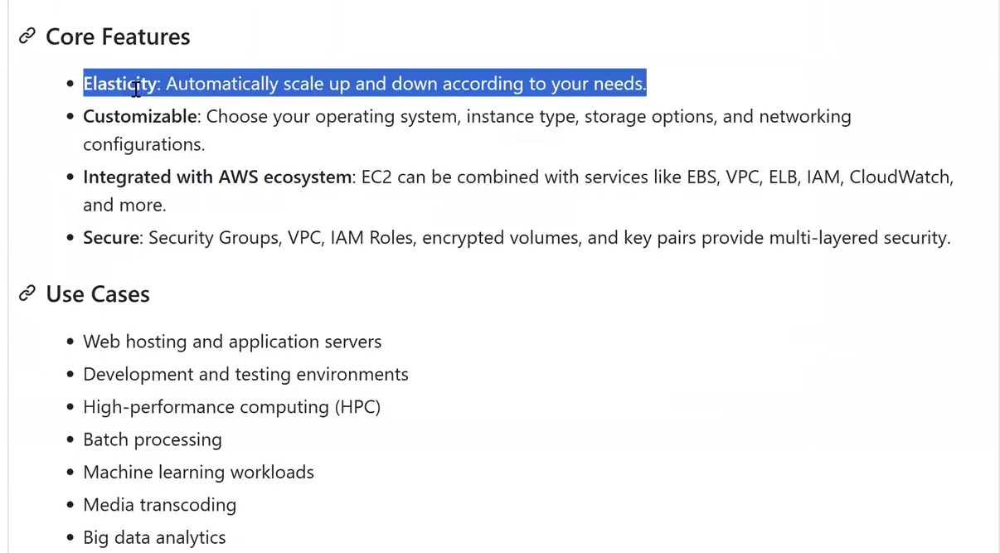 Core Features
Elasticity: Automatically scale up and down according to your needs.
Customizable: Choose your operating system, instance type, storage options, and networking
configurations.
Integrated with AWS ecosystem: EC2 can be combined with services like EBS, VPC, ELB, IAM, CloudWatch,
and more.
Secure: Security Groups, VPC, IAM Roles, encrypted volumes, and key pairs provide multi-layered security.
Use Cases
Web hosting and application servers
Development and testing environments
High-performance computing (HPC)
Batch processing
Machine learning workloads
Media transcoding
Big data analytics